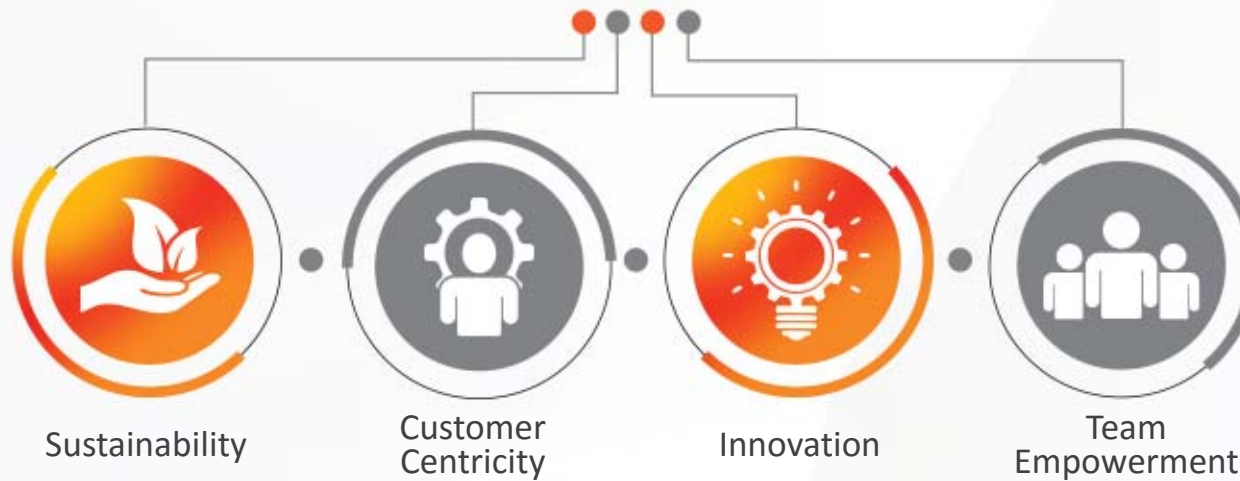 Sustainability
Customer
Centricity
Innovation
Team
Empowerment